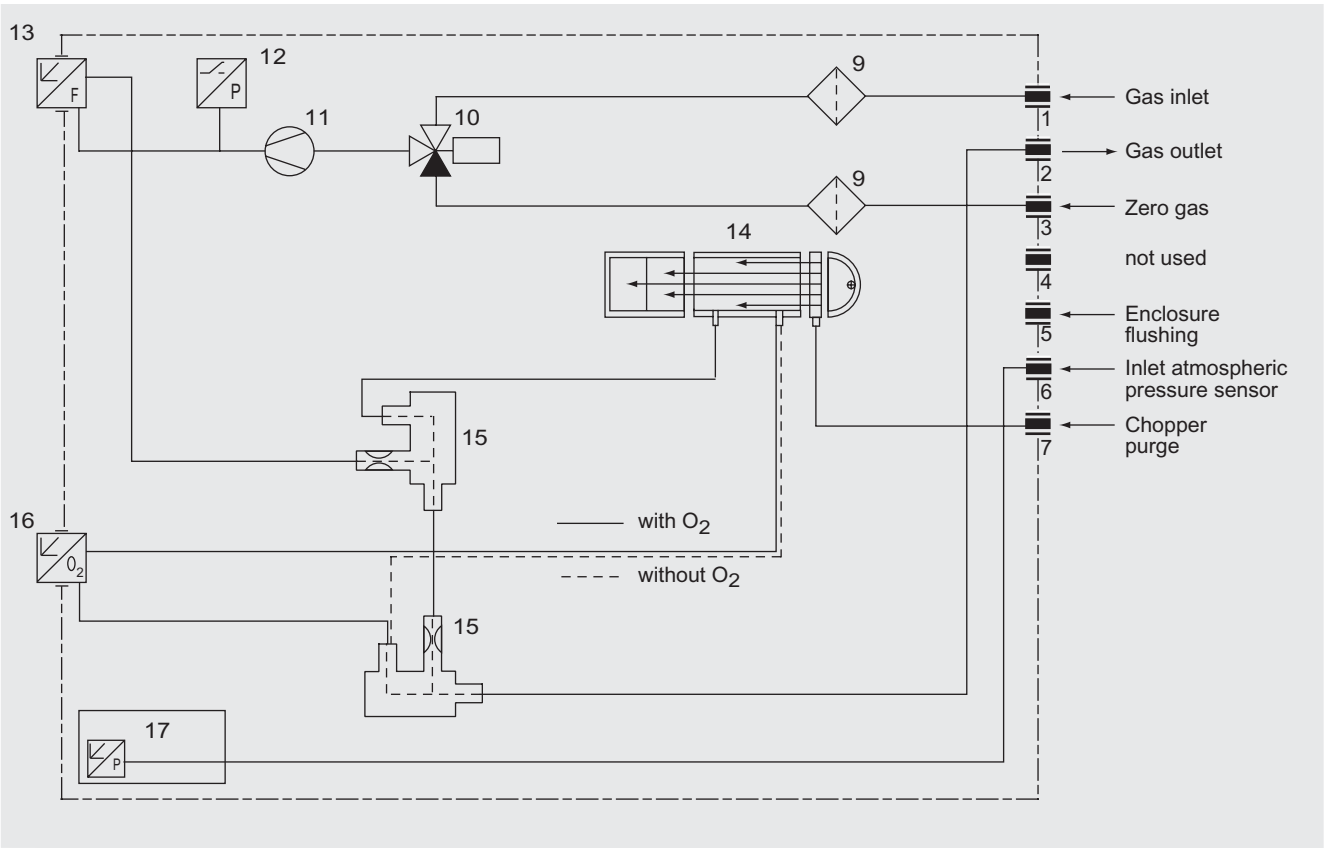 13
F
12
P
11
10
9
Gas inlet
1
Gas outlet
2
9
Zero gas
3
14
not used
4
Enclosure
flushing
5
Inlet atmospheric
pressure sensor
6
Chopper
purge
7
15
16
O2
with O2
without O2
15
17
P